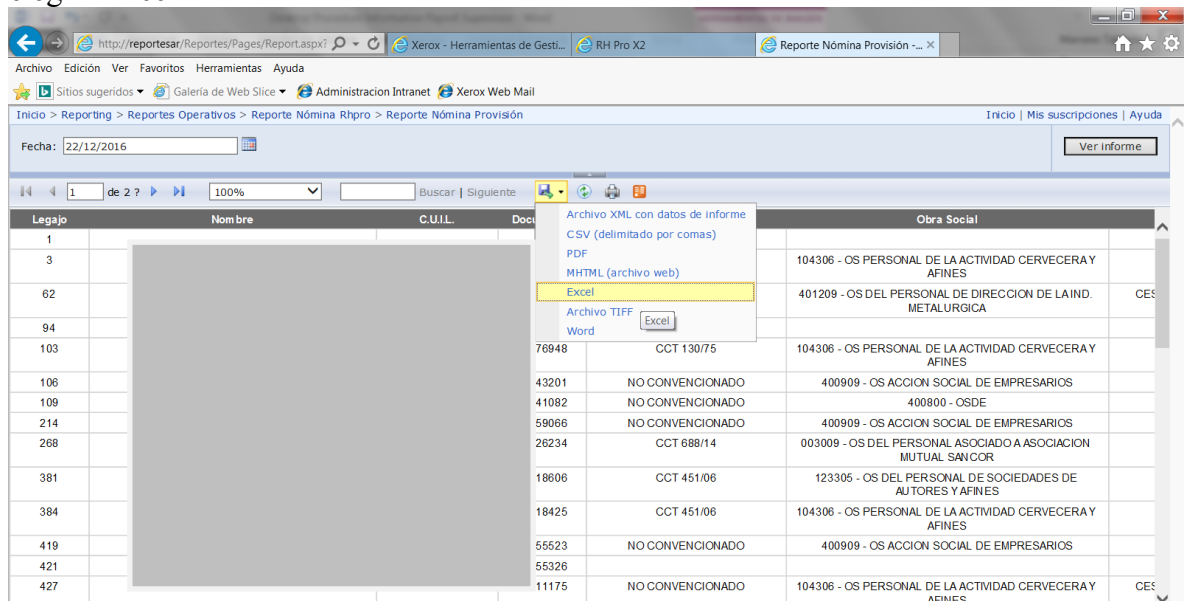 http://reportesar/Reportes/Pages/Report.aspx?
Xerox - Herramientas de Gesti...
RH Pro X2
Reporte Nómina Provisión -...
Archivo Edición Ver Favoritos Herramientas Ayuda
Sitios sugeridos Galería de Web Slice Administracion Intranet Xerox Web Mail
Inicio > Reporting > Reportes Operativos > Reporte Nómina Rhpro > Reporte Nómina Provisión Inicio | Mis suscripciones | Ayuda
Fecha: 22/12/2016 Ver informe
1 de 2 ? 100% Buscar | Siguiente
Archivo XML con datos de informe
CSV (delimitado por comas)
PDF
MHTML (archivo web)
Excel
Archivo TIFF
Excel
Word
Legajo Nombre C.U.I.L. Obra Social
1
3 104306 - OS PERSONAL DE LA ACTIVIDAD CERVECERA Y
AFINES
62 401209 - OS DEL PERSONAL DE DIRECCION DE LA IND.
METALURGICA
94
103 76948 CCT 130/75 104306 - OS PERSONAL DE LA ACTIVIDAD CERVECERA Y
AFINES
106 43201 NO CONVENCIONADO 400909 - OS ACCION SOCIAL DE EMPRESARIOS
109 41082 NO CONVENCIONADO 400800 - OSDE
214 59066 NO CONVENCIONADO 400909 - OS ACCION SOCIAL DE EMPRESARIOS
268 26234 CCT 688/14 003009 - OS DEL PERSONAL ASOCIADO A ASOCIACION
MUTUAL SANCOR
381 18606 CCT 451/06 123305 - OS DEL PERSONAL DE SOCIEDADES DE
AUTORES Y AFINES
384 18425 CCT 451/06 104306 - OS PERSONAL DE LA ACTIVIDAD CERVECERA Y
AFINES
419 55523 NO CONVENCIONADO 400909 - OS ACCION SOCIAL DE EMPRESARIOS
421 55326
427 11175 NO CONVENCIONADO 104306 - OS PERSONAL DE LA ACTIVIDAD CERVECERA Y
AFINES